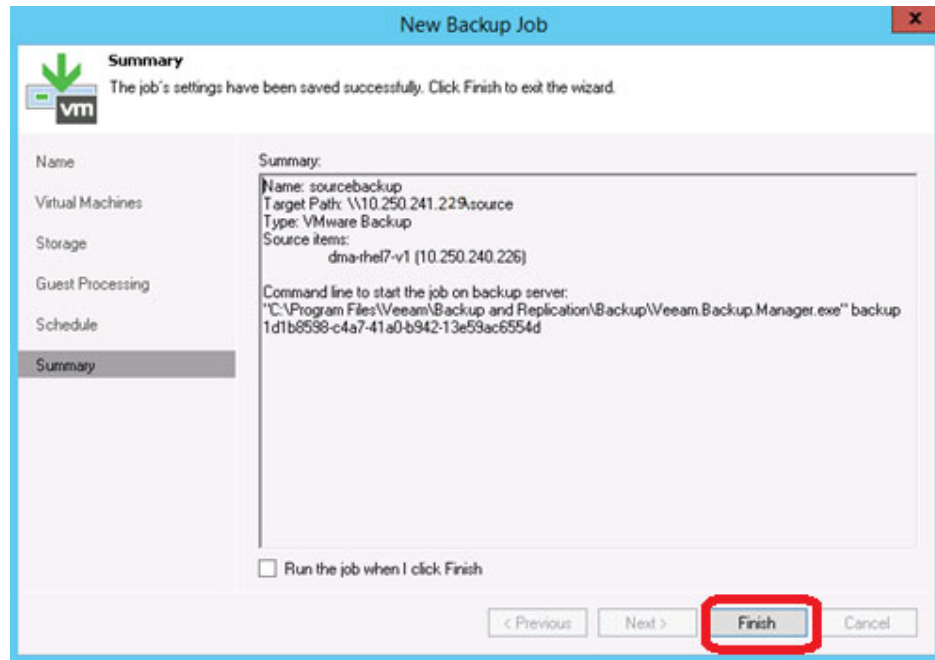 New Backup Job
x
Summary
The job's settings have been saved successfully. Click Finish to exit the wizard.
vm
Name
Virtual Machines
Storage
Guest Processing
Schedule
Summary
Summary:
Name: sourcebackup
Target Path: \\10.250.241.229\source
Type: VMware Backup
Source items:
dma-rhel7-v1 (10.250.240.226)
Command line to start the job on backup server:
"C:\Program Files\Veeam\Backup and Replication\Backup\Veeam.Backup.Manager.exe" backup
1d1b8598-c4a7-41a0-b942-13e59ac6554d
Run the job when I click Finish
< Previous
Next >
Finish
Cancel